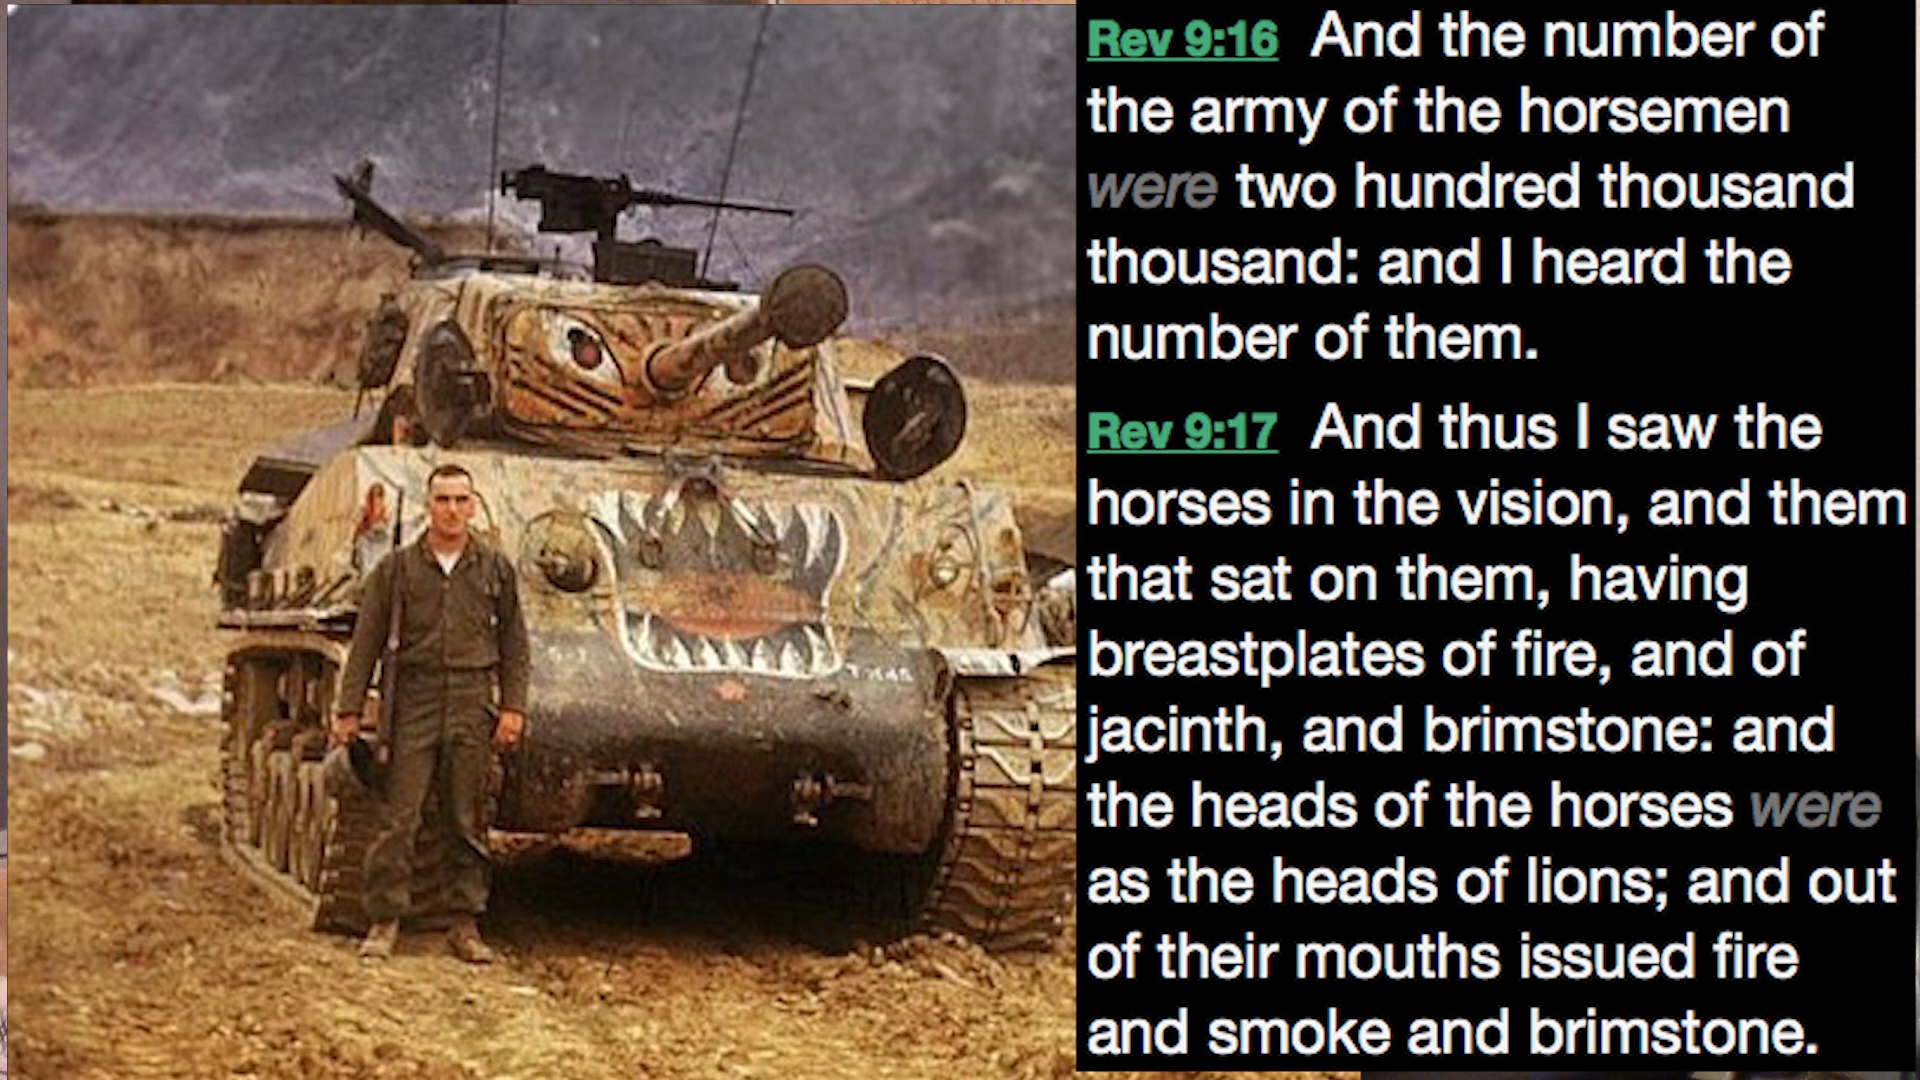 Rev 9:16 And the number of
the army of the horsemen
were two hundred thousand
thousand: and I heard the
number of them.
Rev 9:17 And thus I saw the
horses in the vision, and them
that sat on them, having
breastplates of fire, and of
jacinth, and brimstone: and
the heads of the horses were
as the heads of lions; and out
of their mouths issued fire
and smoke and brimstone.